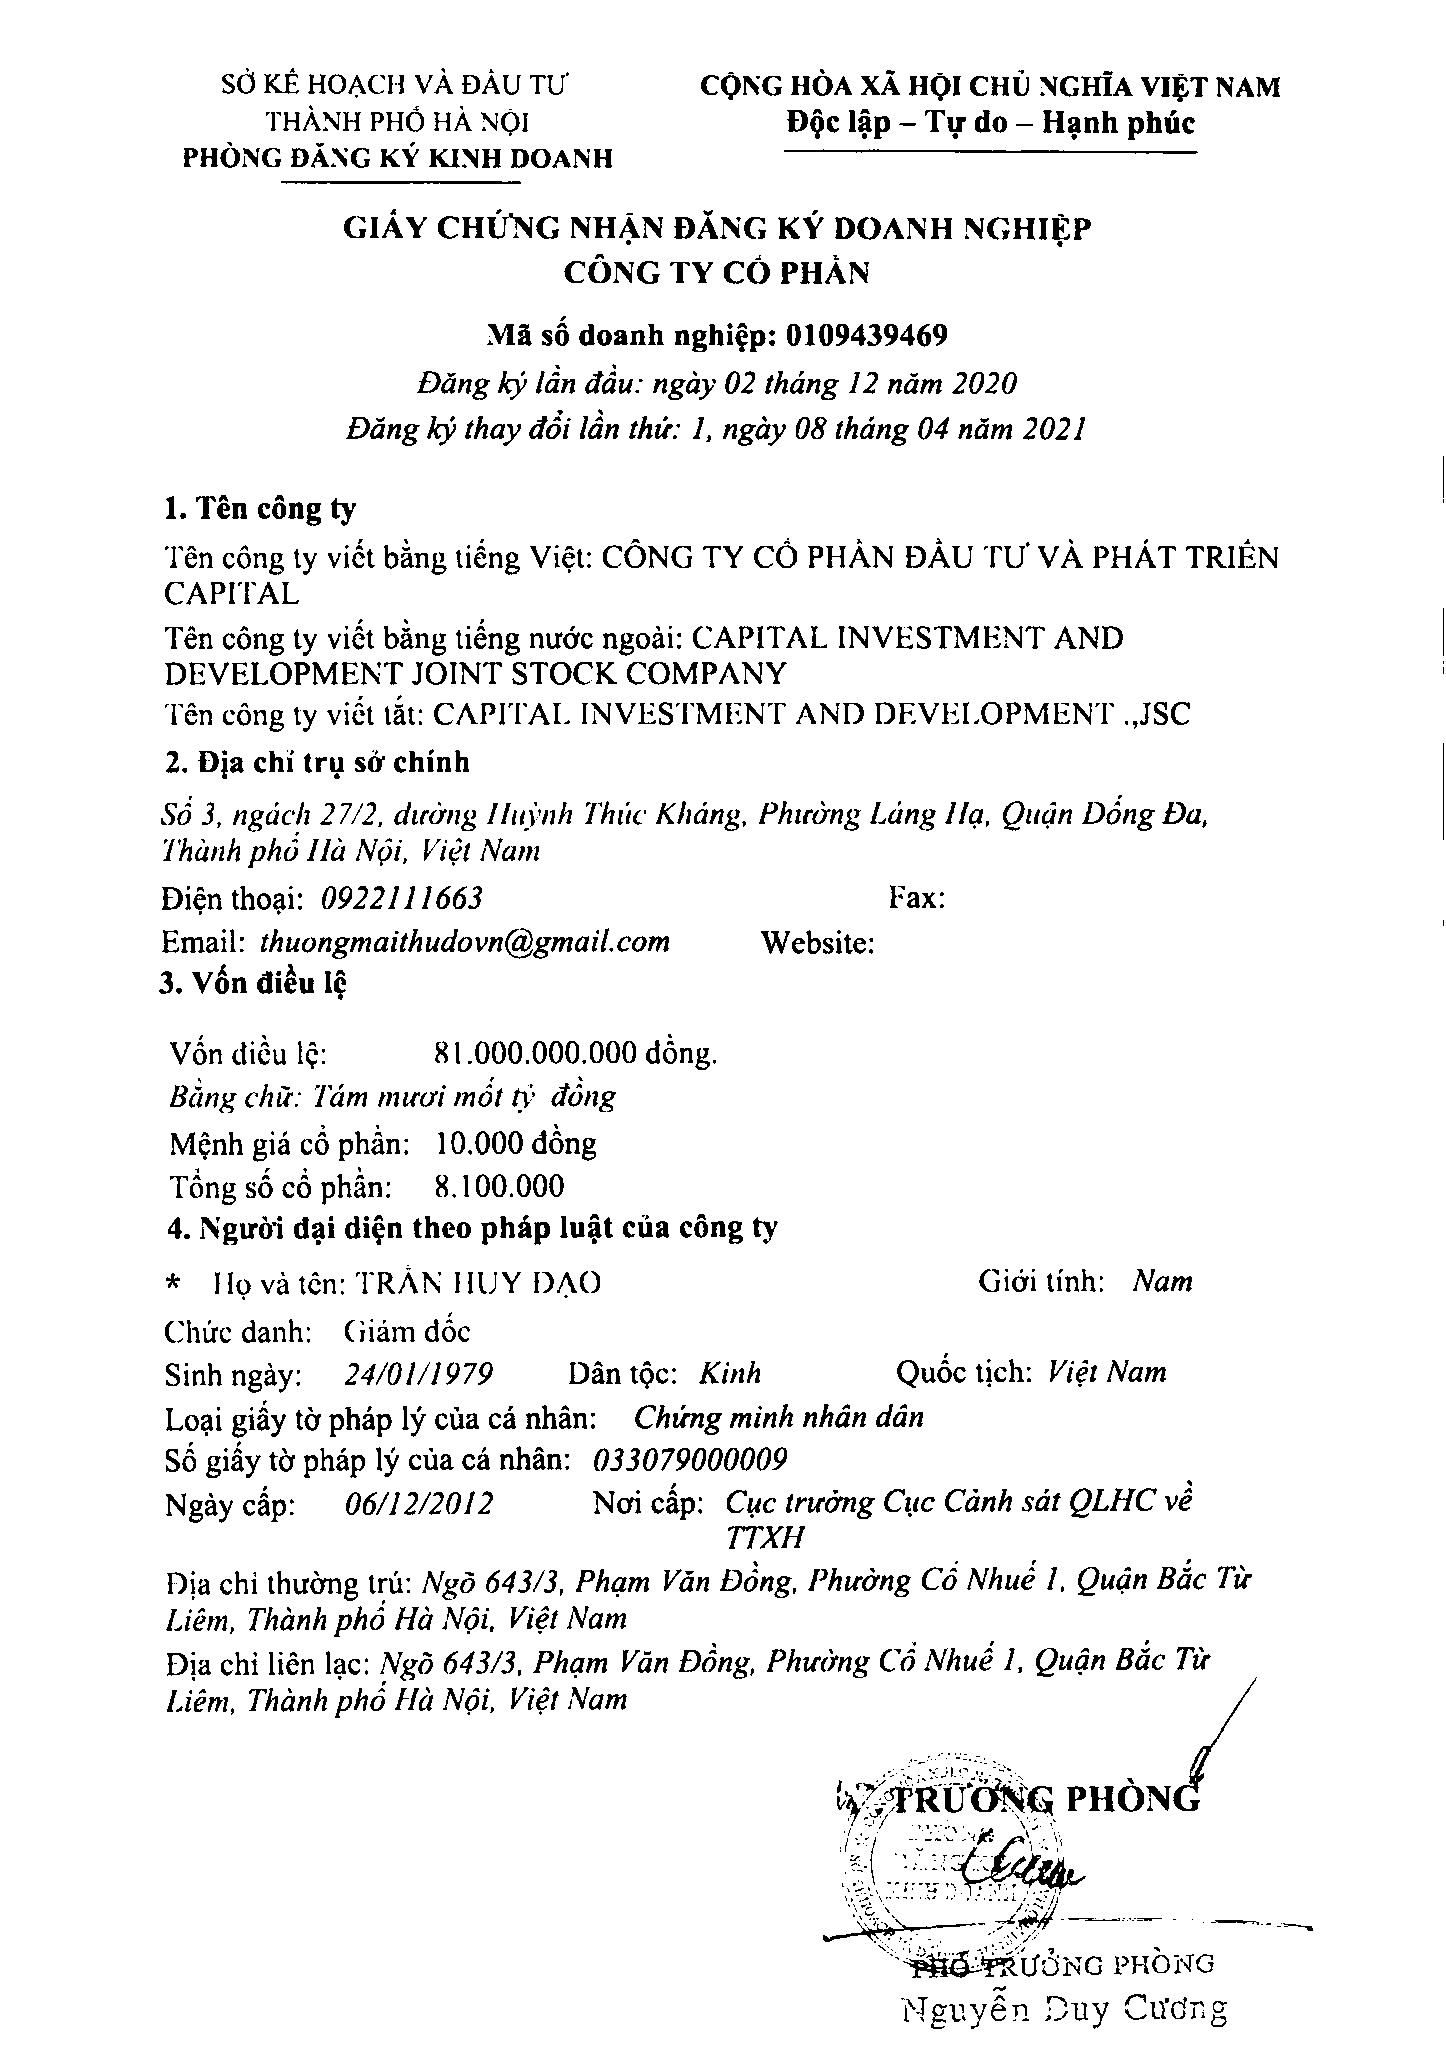 SỞ KẾ HOẠCH VÀ ĐẦU TƯ
THÀNH PHỐ HÀ NỘI
PHÒNG ĐĂNG KÝ KINH DOANH
CỘNG HÒA XÃ HỘI CHỦ NGHĨA VIỆT NAM
Độc lập – Tự do – Hạnh phúc
GIẤY CHỨNG NHẬN ĐĂNG KÝ DOANH NGHIỆP
CÔNG TY CỔ PHẦN
Mã số doanh nghiệp: 0109439469
Đăng ký lần đầu: ngày 02 tháng 12 năm 2020
Đăng ký thay đổi lần thứ: 1, ngày 08 tháng 04 năm 2021
1. Tên công ty
Tên công ty viết bằng tiếng Việt: CÔNG TY CỔ PHẦN ĐẦU TƯ VÀ PHÁT TRIỂN
CAPITAL
Tên công ty viết bằng tiếng nước ngoài: CAPITAL INVESTMENT AND
DEVELOPMENT JOINT STOCK COMPANY
Tên công ty viết tắt: CAPITAL INVESTMENT AND DEVELOPMENT .,JSC
2. Địa chỉ trụ sở chính
Số 3, ngách 27/2, đường Huỳnh Thúc Kháng, Phường Láng Hạ, Quận Đống Đa,
Thành phố Hà Nội, Việt Nam
Điện thoại: 0922111663 Fax:
Email: thuongmaithudovn@gmail.com Website:
3. Vốn điều lệ
Vốn điều lệ: 81.000.000.000 đồng.
Bằng chữ: Tám mươi mốt tỷ đồng
Mệnh giá cổ phần: 10.000 đồng
Tổng số cổ phần: 8.100.000
4. Người đại diện theo pháp luật của công ty
* Họ và tên: TRẦN HUY ĐẠO Giới tính: Nam
Chức danh: Giám đốc
Sinh ngày: 24/01/1979 Dân tộc: Kinh Quốc tịch: Việt Nam
Loại giấy tờ pháp lý của cá nhân: Chứng minh nhân dân
Số giấy tờ pháp lý của cá nhân: 033079000009
Ngày cấp: 06/12/2012 Nơi cấp: Cục trưởng Cục Cảnh sát QLHC về
TTXH
Địa chỉ thường trú: Ngõ 643/3, Phạm Văn Đồng, Phường Cổ Nhuế 1, Quận Bắc Từ
Liêm, Thành phố Hà Nội, Việt Nam
Địa chỉ liên lạc: Ngõ 643/3, Phạm Văn Đồng, Phường Cổ Nhuế 1, Quận Bắc Từ
Liêm, Thành phố Hà Nội, Việt Nam
TRƯỞNG PHÒNG
PHÒNG
ĐĂNG KÝ
KINH DOANH
PHÓ TRƯỞNG PHÒNG
Nguyễn Duy Cương